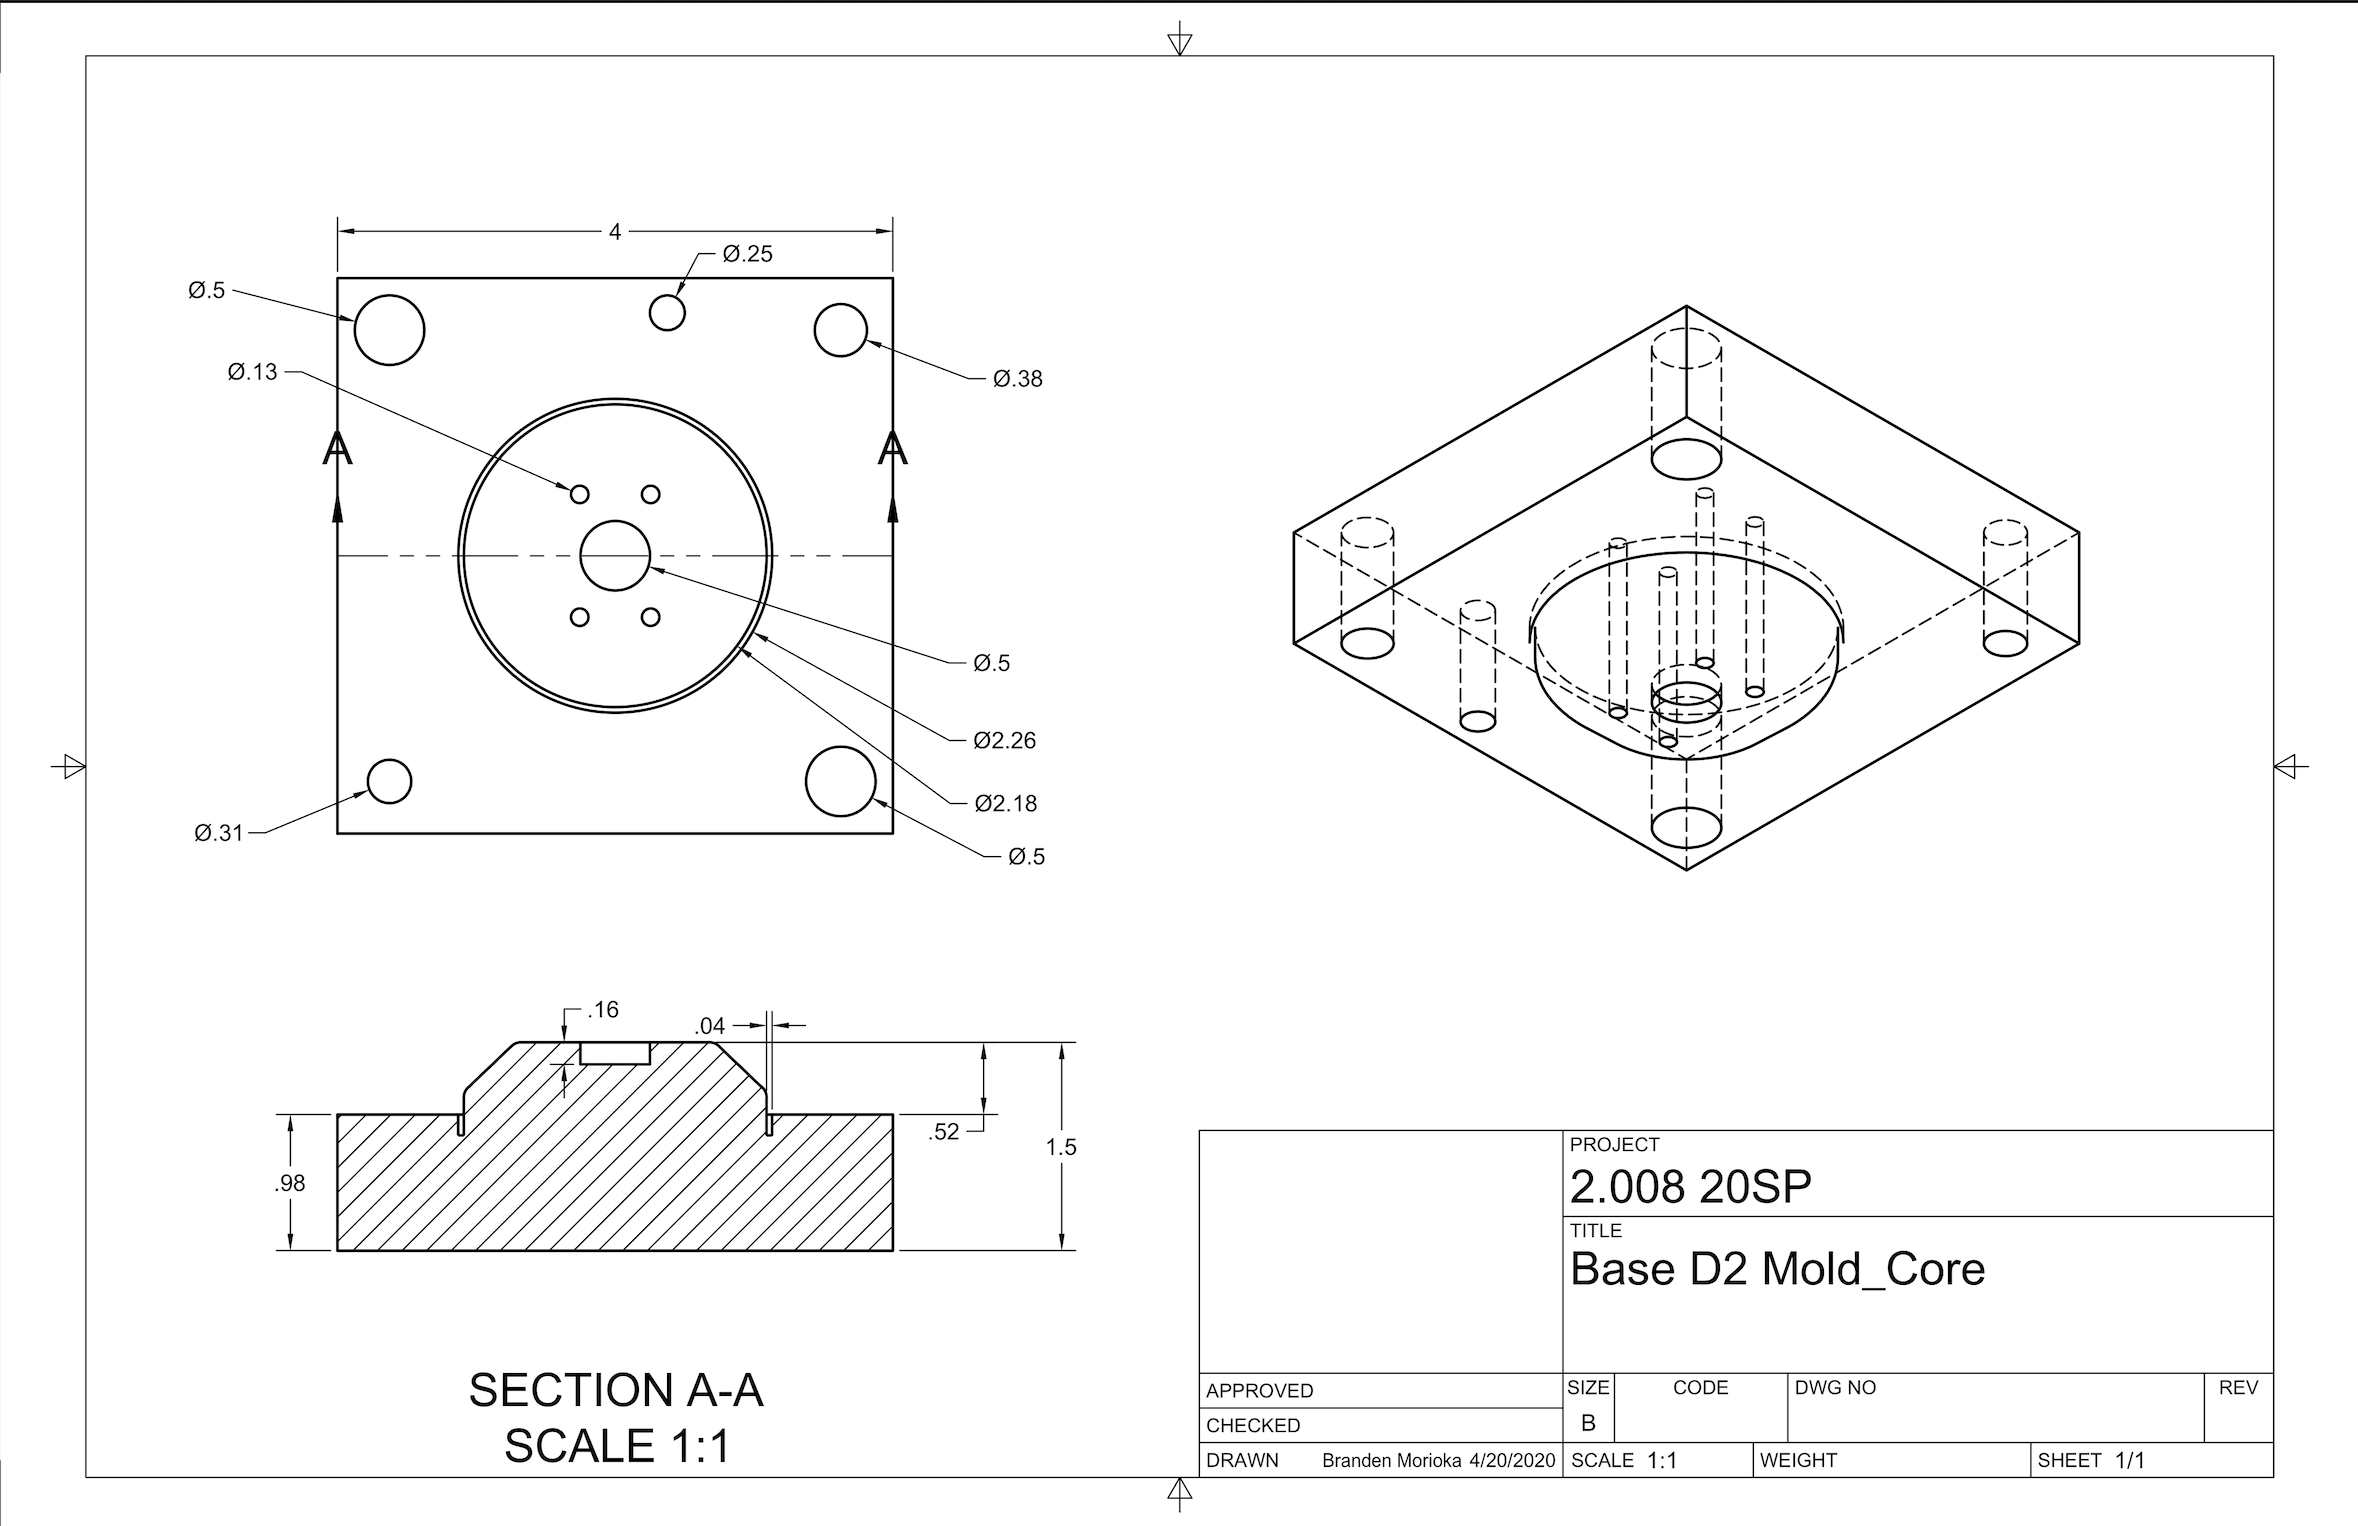 4
Ø.25
Ø.5
Ø.13
Ø.38
A
A
Ø.5
Ø2.26
Ø2.18
Ø.31
Ø.5
.16
.04
.52
1.5
.98
SECTION A-A
SCALE 1:1
PROJECT
2.008 20SP
TITLE
Base D2 Mold_Core
APPROVED
CHECKED
DRAWN Branden Morioka 4/20/2020
SIZE
B
CODE
DWG NO
REV
SCALE 1:1
WEIGHT
SHEET 1/1